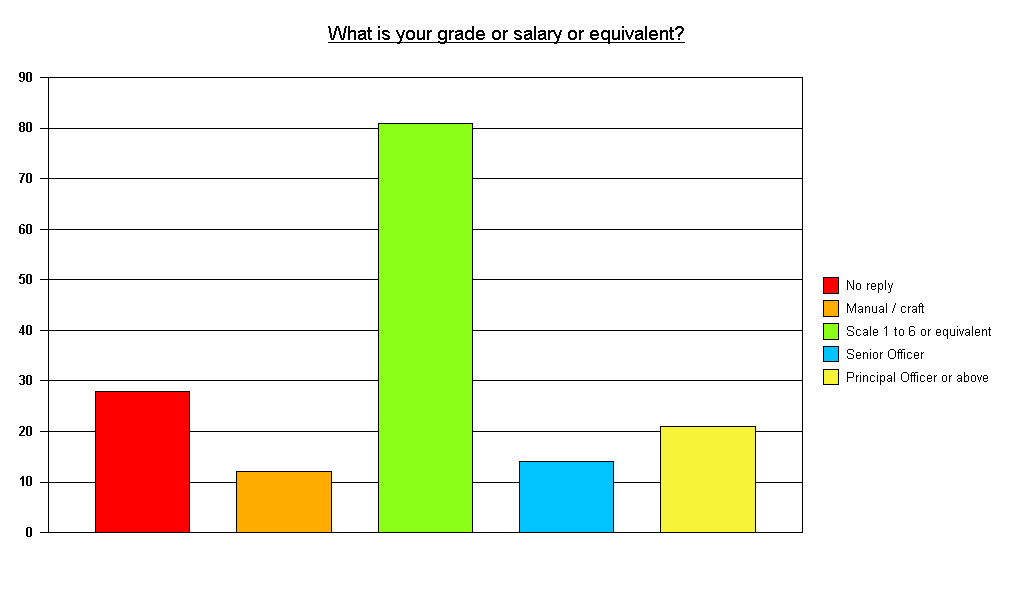 What is your grade or salary or equivalent?
90
80
70
60
50
40
30
20
10
0
No reply
Manual / craft
Scale 1 to 6 or equivalent
Senior Officer
Principal Officer or above